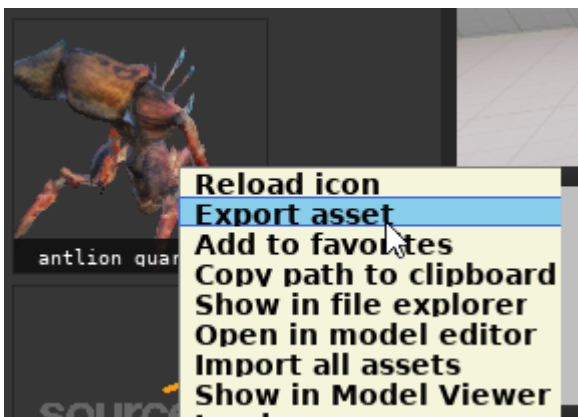 Reload icon
Export asset
Add to favorites
antlion
Copy path to clipboard
Show in file explorer
Open in model editor
Import all assets
Show in Model Viewer
source